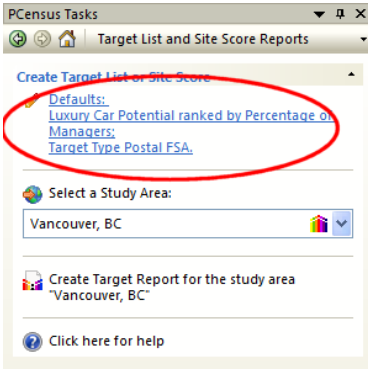 PCensus Tasks
Target List and Site Score Reports
Create Target List or Site Score
Defaults:
Luxury Car Potential ranked by Percentage of
Managers;
Target Type Postal FSA.
Select a Study Area:
Vancouver, BC
Create Target Report for the study area
"Vancouver, BC"
Click here for help